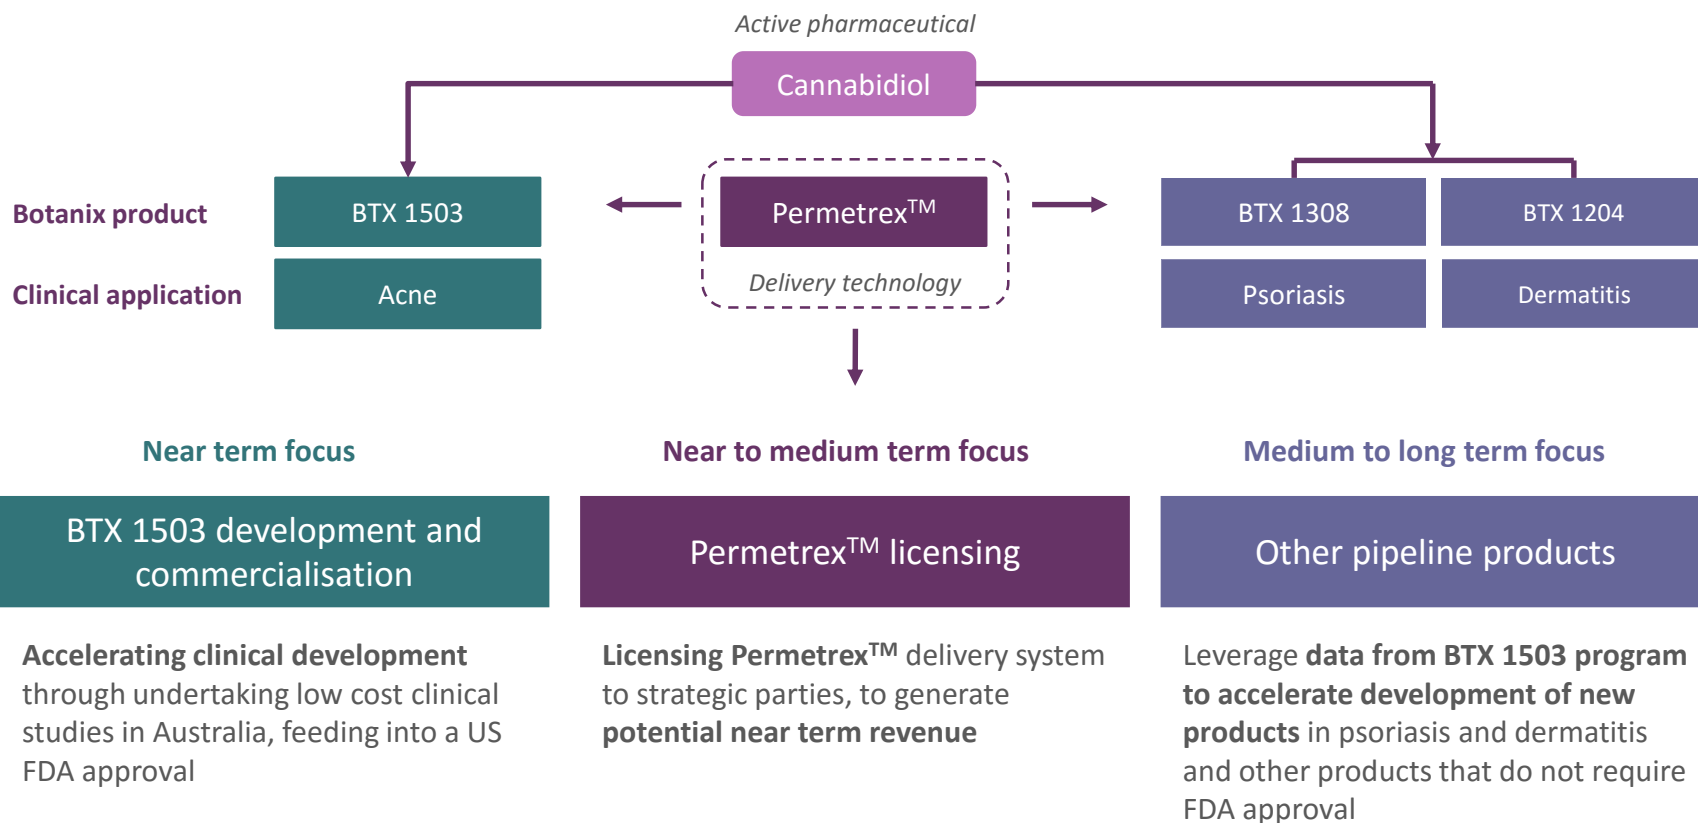 Active pharmaceutical
Cannabidiol
Botanix product
BTX 1503
Permetrex™
BTX 1308
BTX 1204
Clinical application
Acne
Delivery technology
Psoriasis
Dermatitis
Near term focus
Near to medium term focus
Medium to long term focus
BTX 1503 development and
commercialisation
Permetrex™ licensing
Other pipeline products
Accelerating clinical development
through undertaking low cost clinical
studies in Australia, feeding into a US
FDA approval
Licensing Permetrex™ delivery system
to strategic parties, to generate
potential near term revenue
Leverage data from BTX 1503 program
to accelerate development of new
products in psoriasis and dermatitis
and other products that do not require
FDA approval